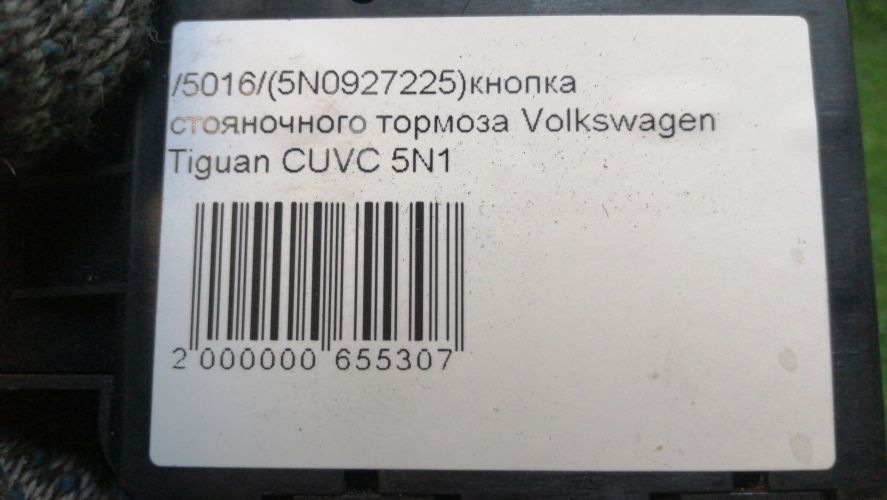 /5016/(5N0927225)кнопка
стояночного тормоза Volkswagen
Tiguan CUVC 5N1
2 000000 655307